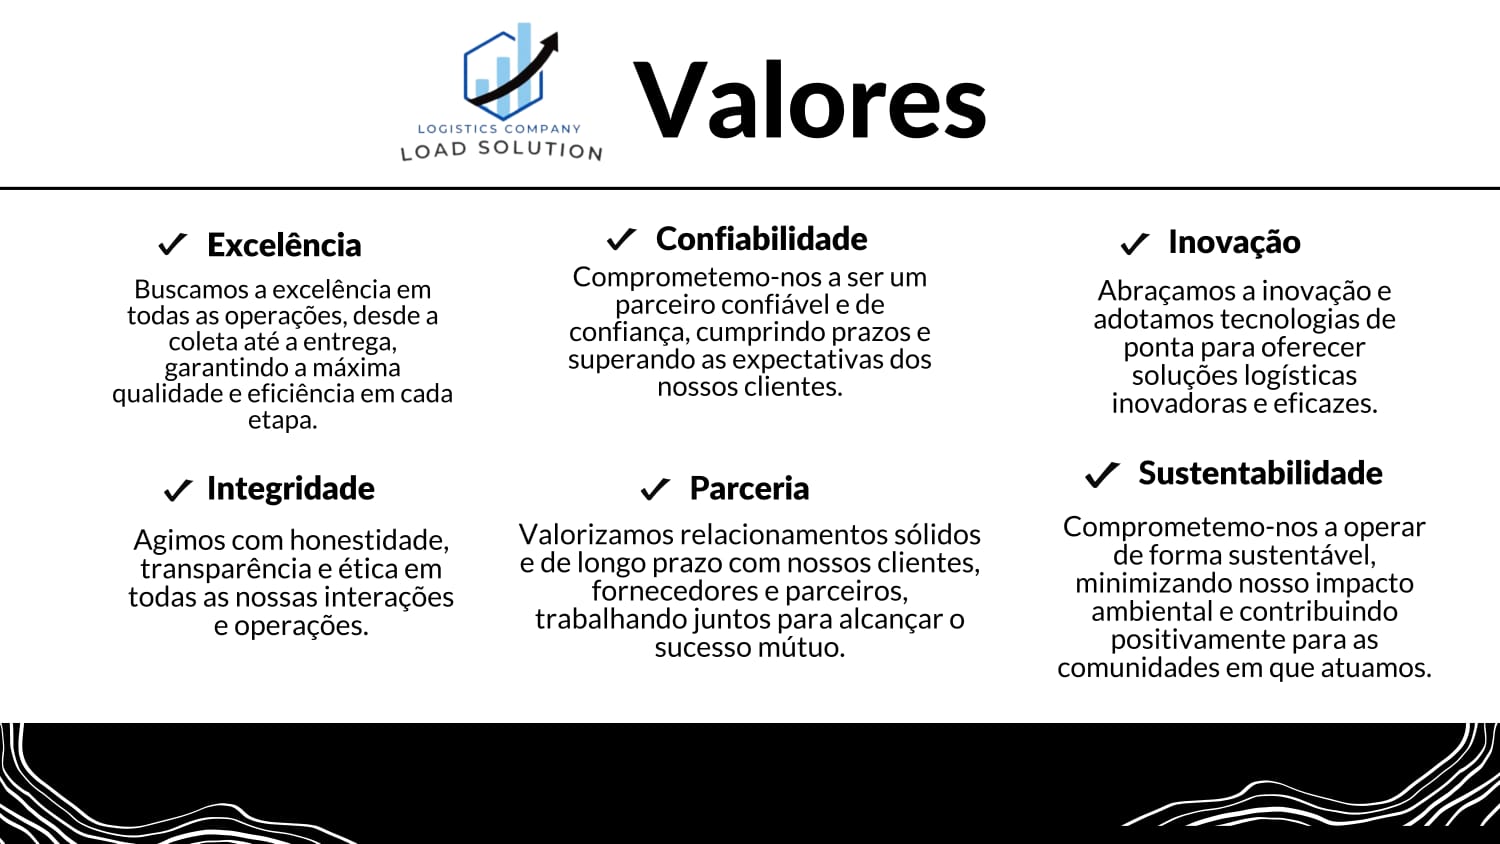 LOGISTICS COMPANY
LOAD SOLUTION
Valores
Excelência
Buscamos a excelência em
todas as operações, desde a
coleta até a entrega,
garantindo a máxima
qualidade e eficiência em cada
etapa.
Confiabilidade
Comprometemo-nos a ser um
parceiro confiável e de
confiança, cumprindo prazos e
superando as expectativas dos
nossos clientes.
Inovação
Abraçamos a inovação e
adotamos tecnologias de
ponta para oferecer
soluções logísticas
inovadoras e eficazes.
Integridade
Agimos com honestidade,
transparência e ética em
todas as nossas interações
e operações.
Parceria
Valorizamos relacionamentos sólidos
e de longo prazo com nossos clientes,
fornecedores e parceiros,
trabalhando juntos para alcançar o
sucesso mútuo.
Sustentabilidade
Comprometemo-nos a operar
de forma sustentável,
minimizando nosso impacto
ambiental e contribuindo
positivamente para as
comunidades em que atuamos.